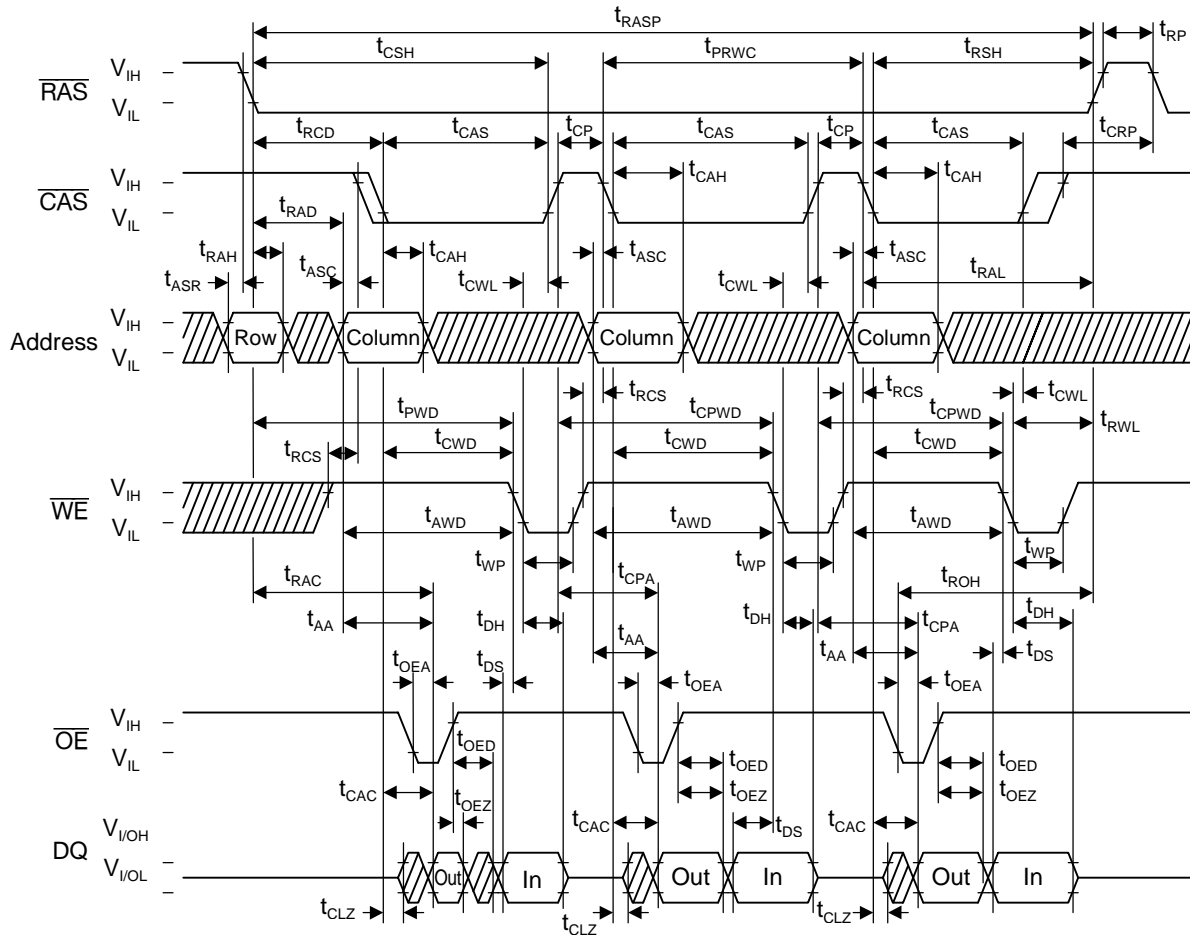 tRASP
tRP
tCSH
tPRWC
tRSH
RAS
VIH
VIL
tRCD
tCAS
tCP
tCAS
tCP
tCAS
tCRP
CAS
VIH
VIL
tCAH
tCAH
tRAD
tRAH
tASR
tASC
tCAH
tCWL
tASC
tCWL
tASC
tRAL
Address
VIH
VIL
Row
Column
Column
Column
tRCS
tRCS
tCWL
tPWD
tCPWD
tCPWD
tRWL
tRCS
tCWD
tCWD
tCWD
WE
VIH
VIL
tAWD
tAWD
tAWD
tWP
tWP
tWP
tRAC
tCPA
tROH
tAA
tDH
tAA
tDH
tCPA
tDH
tAA
tOEA
tDS
tOEA
tDS
tOEA
OE
VIH
VIL
tOED
tOED
tOED
tCAC
tOEZ
tOEZ
tOEZ
tCAC
tDS
tCAC
DQ
VI/OH
VI/OL
Out
In
Out
In
Out
In
tCLZ
tCLZ
tCLZ